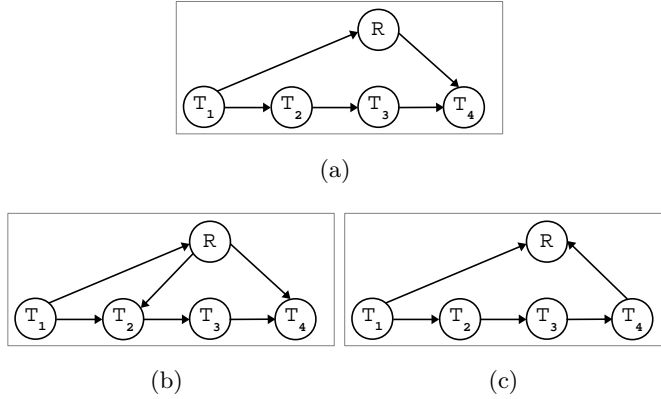 R
T₁ T₂ T₃ T₄
(a)
R R
T₁ T₂ T₃ T₄ T₁ T₂ T₃ T₄
(b) (c)